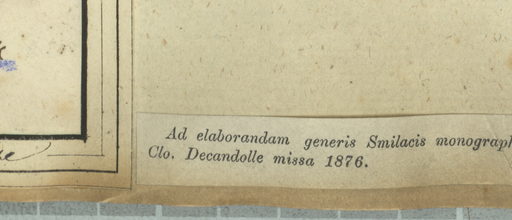 Ad elaborandam generis Smilacis monograph
Clo. Decandolle missa 1876.